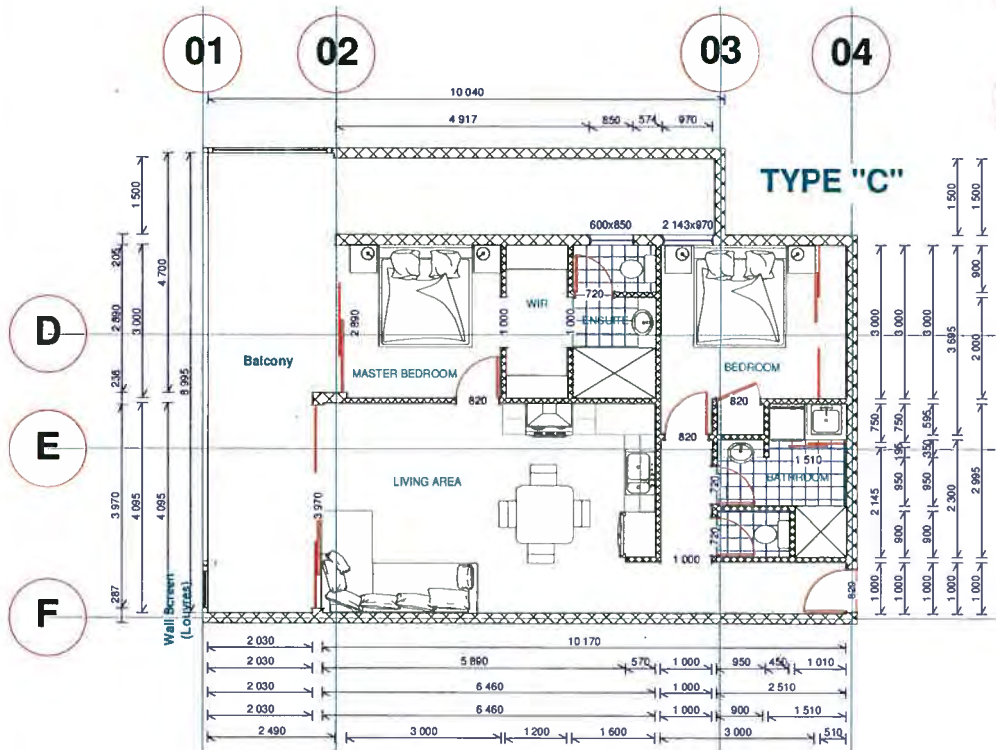 01 02 03 04
10 040
4 917 850 574 970
TYPE "C"
1 500 1 500 1 500
600x850 2 143x970
205 2 890 236 3 000 4 700 8 995
D
2 890
WIR
1 000 1 000
720
ENSUITE
Balcony
MASTER BEDROOM
BEDROOM
820 820
820
3 000 3 000 3 000 3 695 900 2 000
E
LIVING AREA
1 510
BATHROOM
720
720
750 750 595
195 350
2 145 950 950 2 300 2 995
900 900
3 970 4 095 4 095
3 970
287
1 000
820
1 000 1 000 1 000 1 000 1 000
F
Wall Screen
(Louvres)
2 030 10 170
2 030 5 890 570 1 000 950 450 1 010
2 030 6 460 1 000 2 510
2 030 6 460 1 000 900 1 510
2 490 3 000 1200 1 600 3 000 510